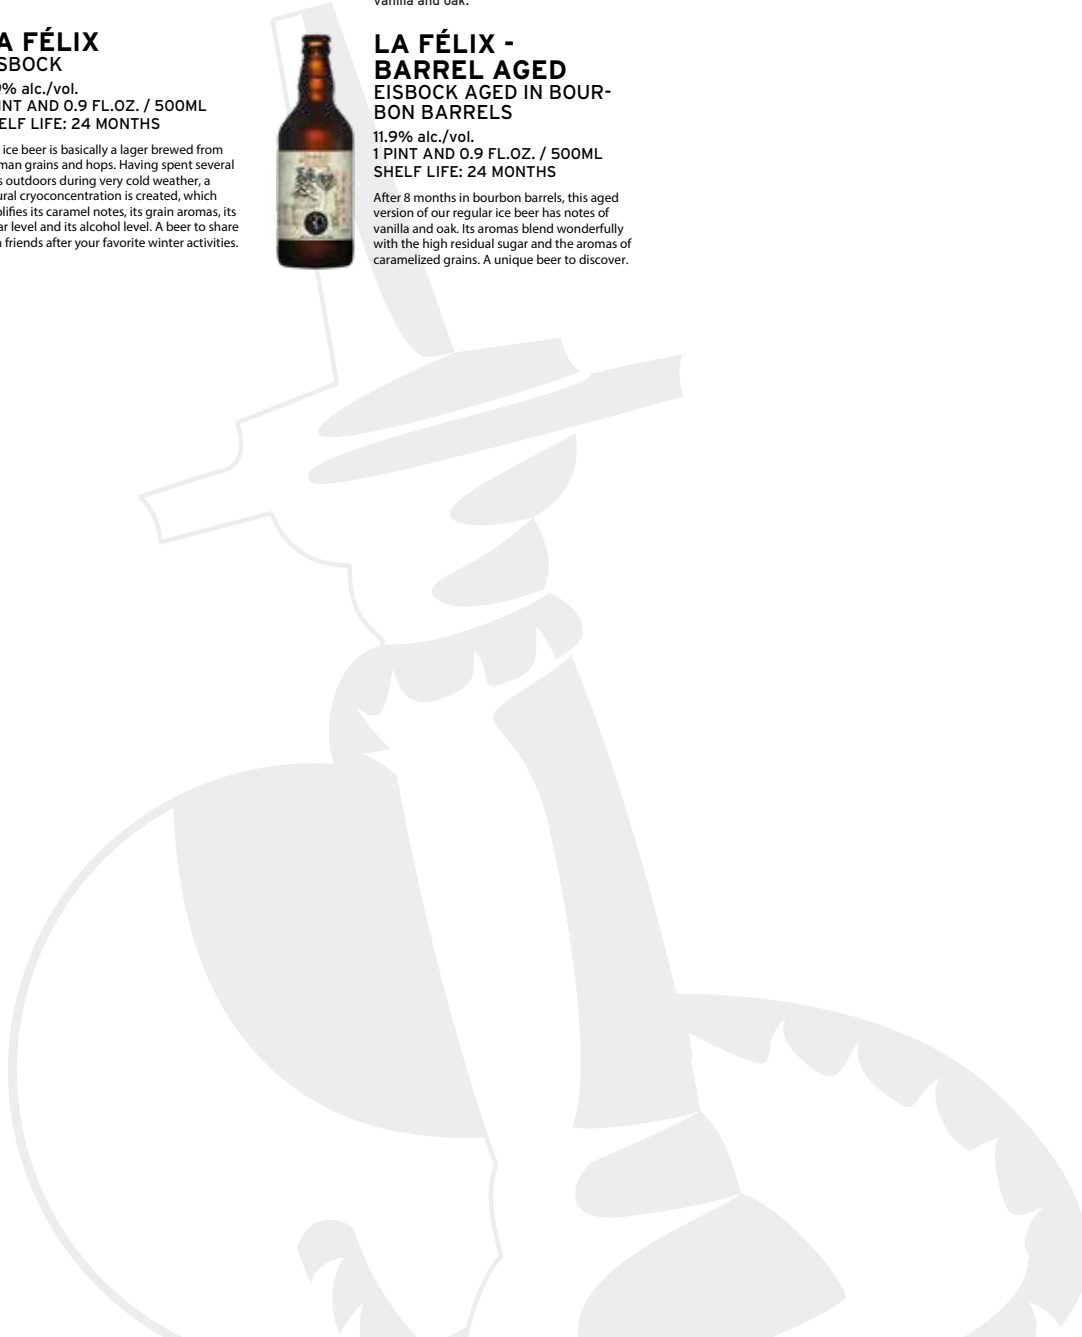 vanilla and oak.
A FÉLIX
SBOCK
9% alc./vol.
INT AND 0.9 FL.OZ. / 500ML
ELF LIFE: 24 MONTHS
ice beer is basically a lager brewed from
man grains and hops. Having spent several
s outdoors during very cold weather, a
ural cryoconcentration is created, which
plifies its caramel notes, its grain aromas, its
ar level and its alcohol level. A beer to share
friends after your favorite winter activities.
LA FÉLIX -
BARREL AGED
EISBOCK AGED IN BOUR-
BON BARRELS
11.9% alc./vol.
1 PINT AND 0.9 FL.OZ. / 500ML
SHELF LIFE: 24 MONTHS
After 8 months in bourbon barrels, this aged
version of our regular ice beer has notes of
vanilla and oak. Its aromas blend wonderfully
with the high residual sugar and the aromas of
caramelized grains. A unique beer to discover.